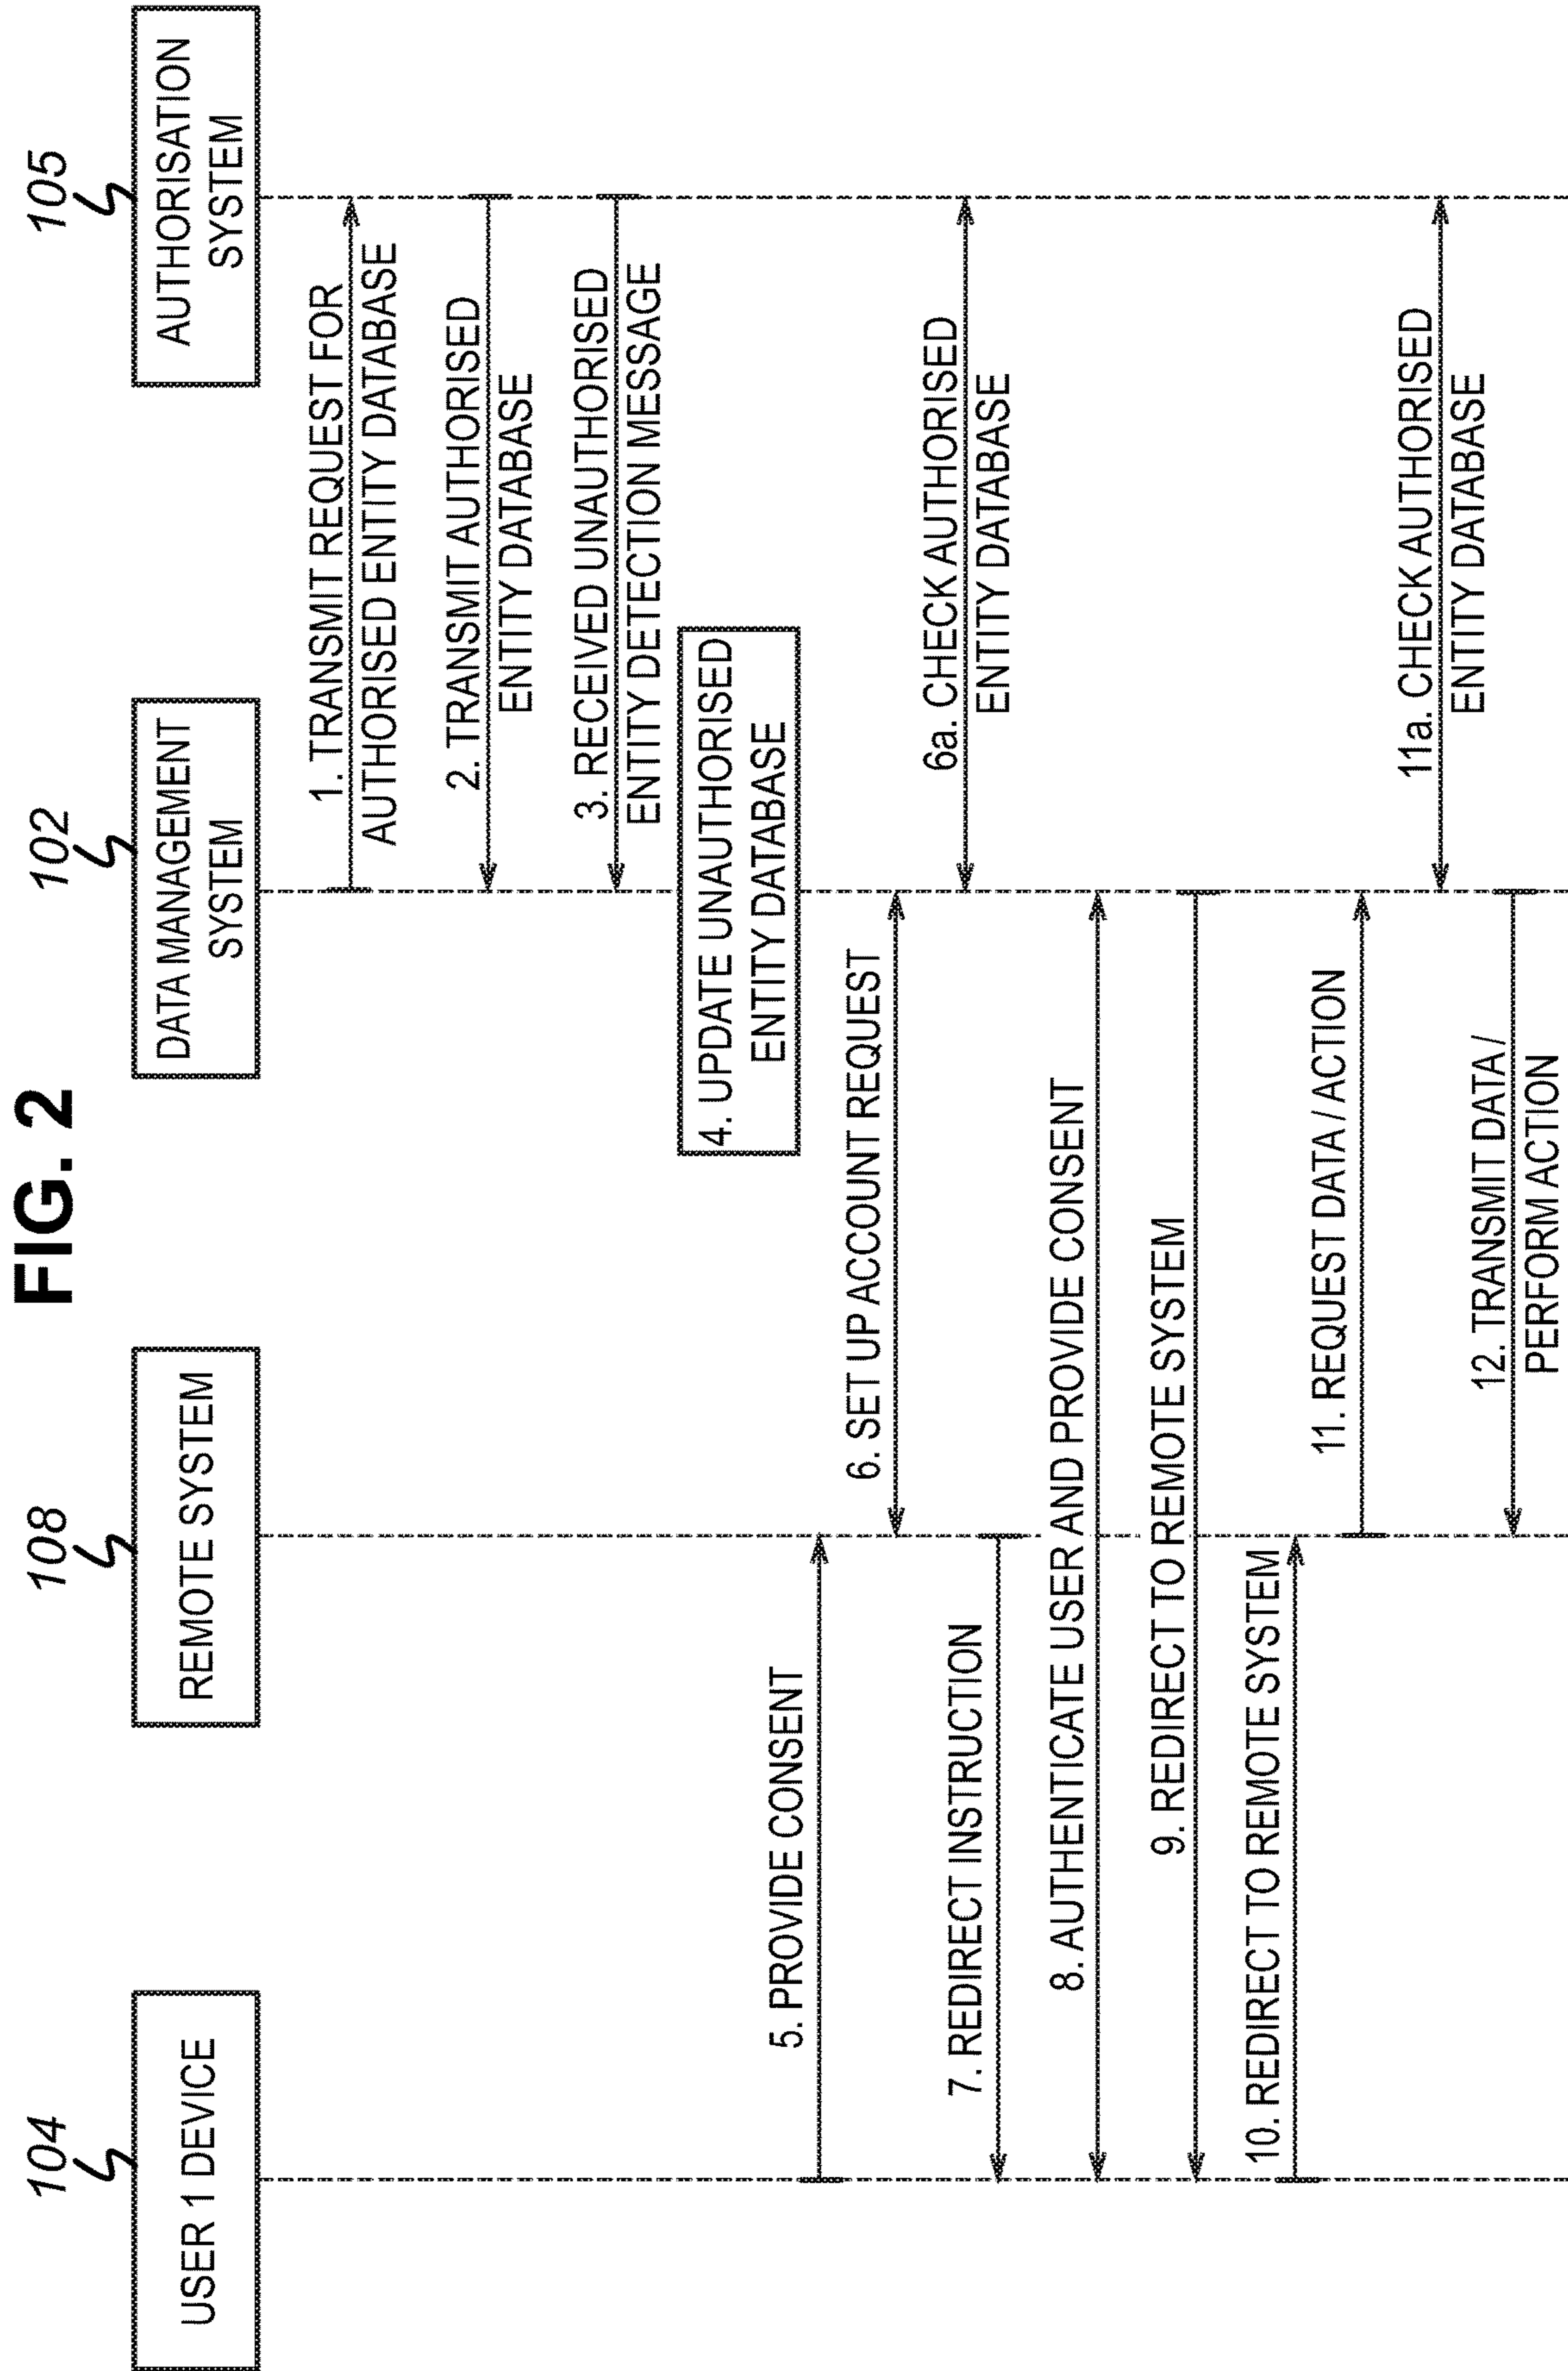 FIG. 2
104
108
102
105
USER 1 DEVICE
REMOTE SYSTEM
DATA MANAGEMENT
SYSTEM
AUTHORISATION
SYSTEM
1. TRANSMIT REQUEST FOR
AUTHORISED ENTITY DATABASE
2. TRANSMIT AUTHORISED
ENTITY DATABASE
3. RECEIVED UNAUTHORISED
ENTITY DETECTION MESSAGE
4. UPDATE UNAUTHORISED
ENTITY DATABASE
5. PROVIDE CONSENT
6. SET UP ACCOUNT REQUEST
6a. CHECK AUTHORISED
ENTITY DATABASE
7. REDIRECT INSTRUCTION
8. AUTHENTICATE USER AND PROVIDE CONSENT
9. REDIRECT TO REMOTE SYSTEM
10. REDIRECT TO REMOTE SYSTEM
11. REQUEST DATA / ACTION
11a. CHECK AUTHORISED
ENTITY DATABASE
12. TRANSMIT DATA /
PERFORM ACTION